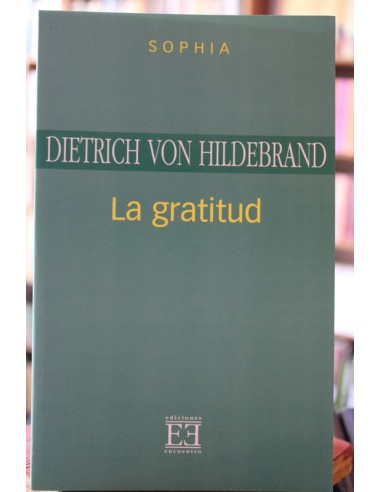 SOPHIA
DIETRICH VON HILDEBRAND
La gratitud
ediciones
EE
encuentro